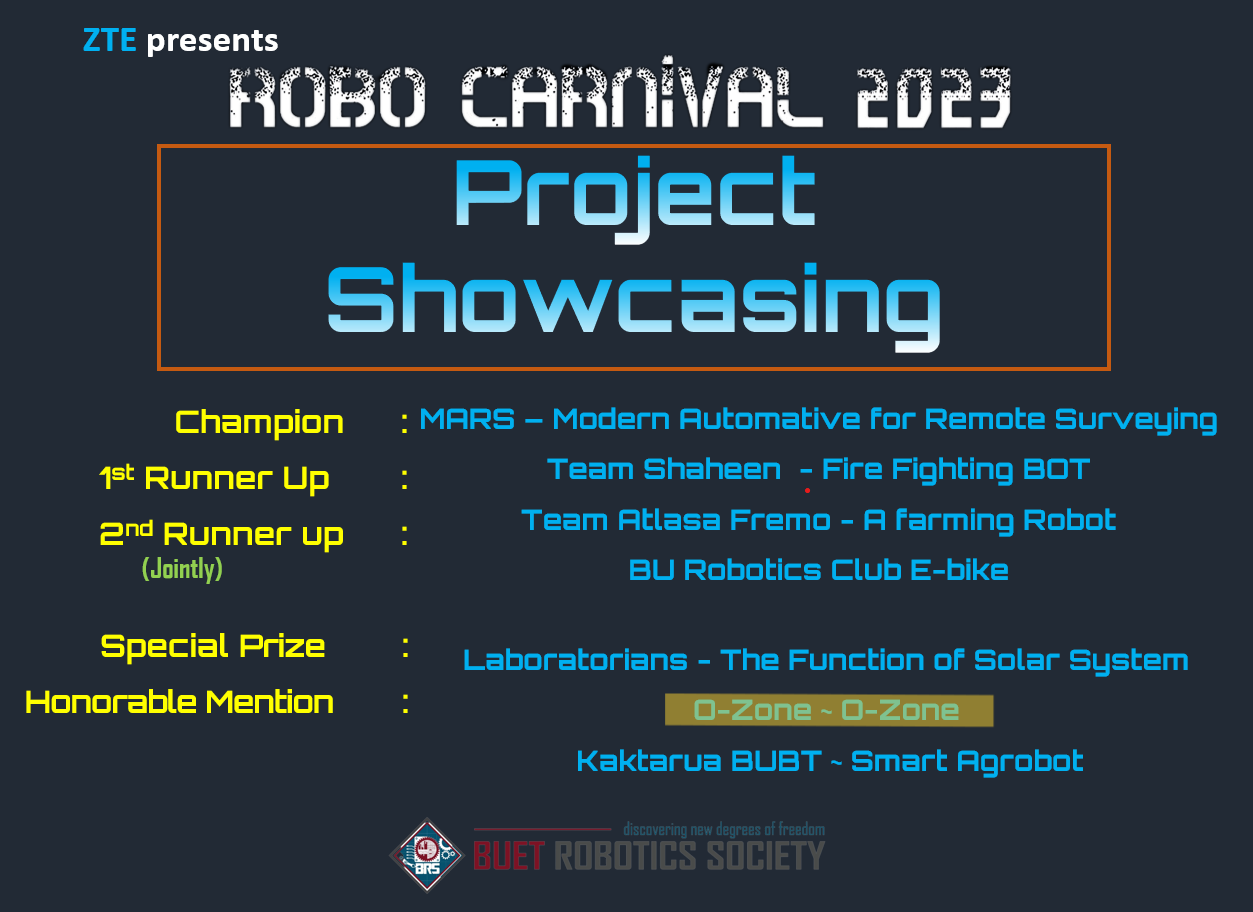 ZTE presents
ROBO CARNiVAL 2023
Project
Showcasing
Champion : MARS – Modern Automative for Remote Surveying
1st Runner Up : Team Shaheen - Fire Fighting BOT
2nd Runner up : Team Atlasa Fremo - A farming Robot
(Jointly) BU Robotics Club E-bike
Special Prize : Laboratorians - The Function of Solar System
Honorable Mention : O-Zone ~ O-Zone
Kaktarua BUBT ~ Smart Agrobot
discovering new degrees of freedom
BRS BUET ROBOTICS SOCIETY